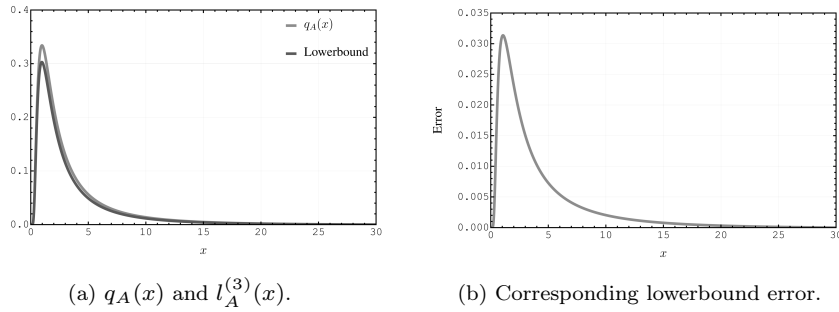 0.4
0.3
0.2
0.1
0.0
0 5 10 15 20 25 30
x
q_A(x)
Lowerbound
0.035
0.030
0.025
0.020
0.015
0.010
0.005
0.000
Error
0 5 10 15 20 25 30
x
(a) q_A(x) and l_A^{(3)}(x).
(b) Corresponding lowerbound error.